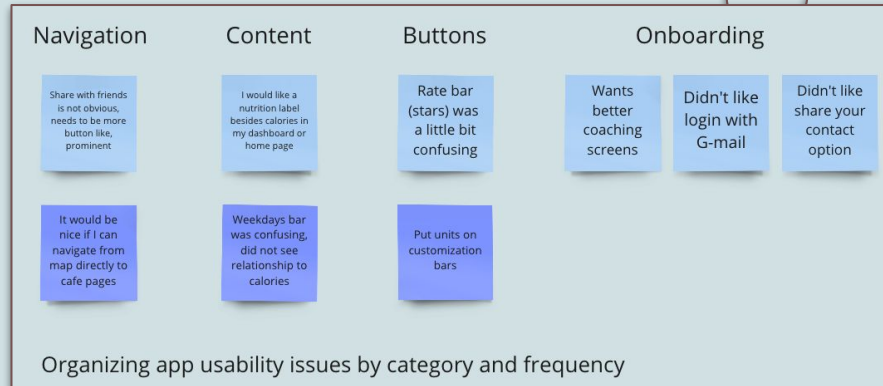 Navigation
Content
Buttons
Onboarding
Share with friends
is not obvious,
needs to be more
button like,
prominent
I would like a
nutrition label
besides calories in
my dashboard or
home page
Rate bar
(stars) was
a little bit
confusing
Wants
better
coaching
screens
Didn't like
login with
G-mail
Didn't like
share your
contact
option
It would be
nice if I can
navigate from
map directly to
cafe pages
Weekdays bar
was confusing,
did not see
relationship to
calories
Put units on
customization
bars
Organizing app usability issues by category and frequency